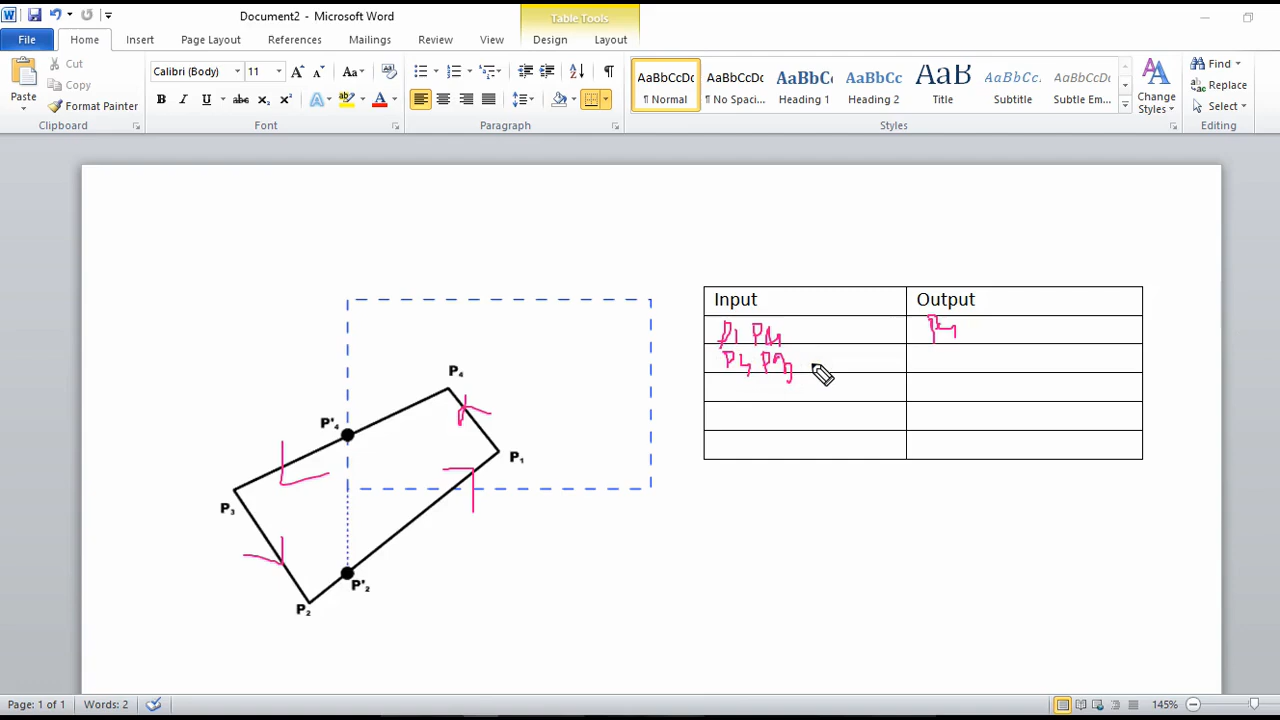 Document2 - Microsoft Word
Table Tools
File Home Insert Page Layout References Mailings Review View Design Layout
Paste
Cut
Copy
Format Painter
Clipboard
Calibri (Body) 11
Font
Paragraph
AaBbCcDc AaBbCcDc AaBbC AaBbCc AaB AaBbCc. AaBbCcDc
¶ Normal ¶ No Spaci... Heading 1 Heading 2 Title Subtitle Subtle Em...
Styles
Change Styles
Find
Replace
Select
Editing
Input Output
P1 P4 P4
P4 P3
P4
P'4
P1
P3
P'2
P2
Page: 1 of 1 Words: 2 145%